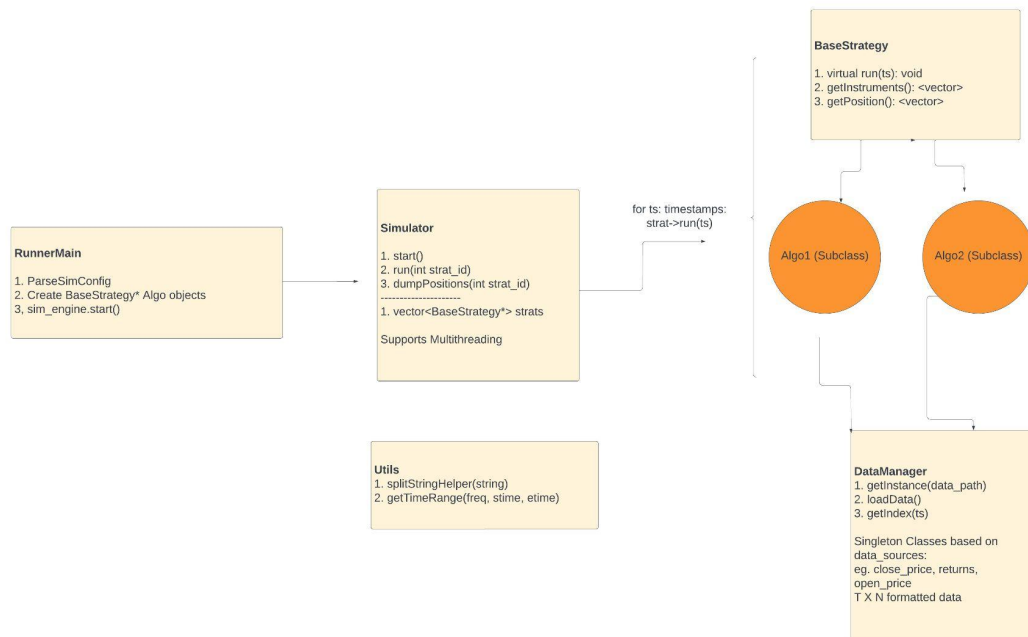 RunnerMain
1. ParseSimConfig
2. Create BaseStrategy* Algo objects
3, sim_engine.start()
Simulator
1. start()
2. run(int strat_id)
3. dumpPositions(int strat_id)
---------------------
1. vector<BaseStrategy*> strats
Supports Multithreading
Utils
1. splitStringHelper(string)
2. getTimeRange(freq, stime, etime)
for ts: timestamps:
strat->run(ts)
BaseStrategy
1. virtual run(ts): void
2. getInstruments(): <vector>
3. getPosition(): <vector>
Algo1 (Subclass)
Algo2 (Subclass)
DataManager
1. getInstance(data_path)
2. loadData()
3. getIndex(ts)
Singleton Classes based on
data_sources:
eg. close_price, returns,
open_price
T X N formatted data